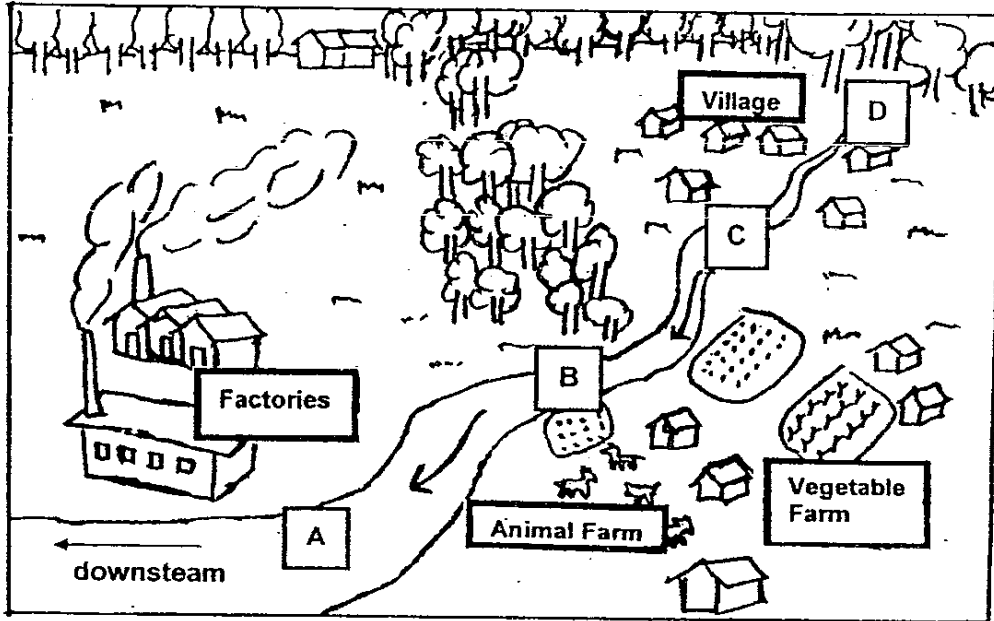 Village
D
C
B
Factories
Vegetable
Farm
Animal Farm
A
downsteam